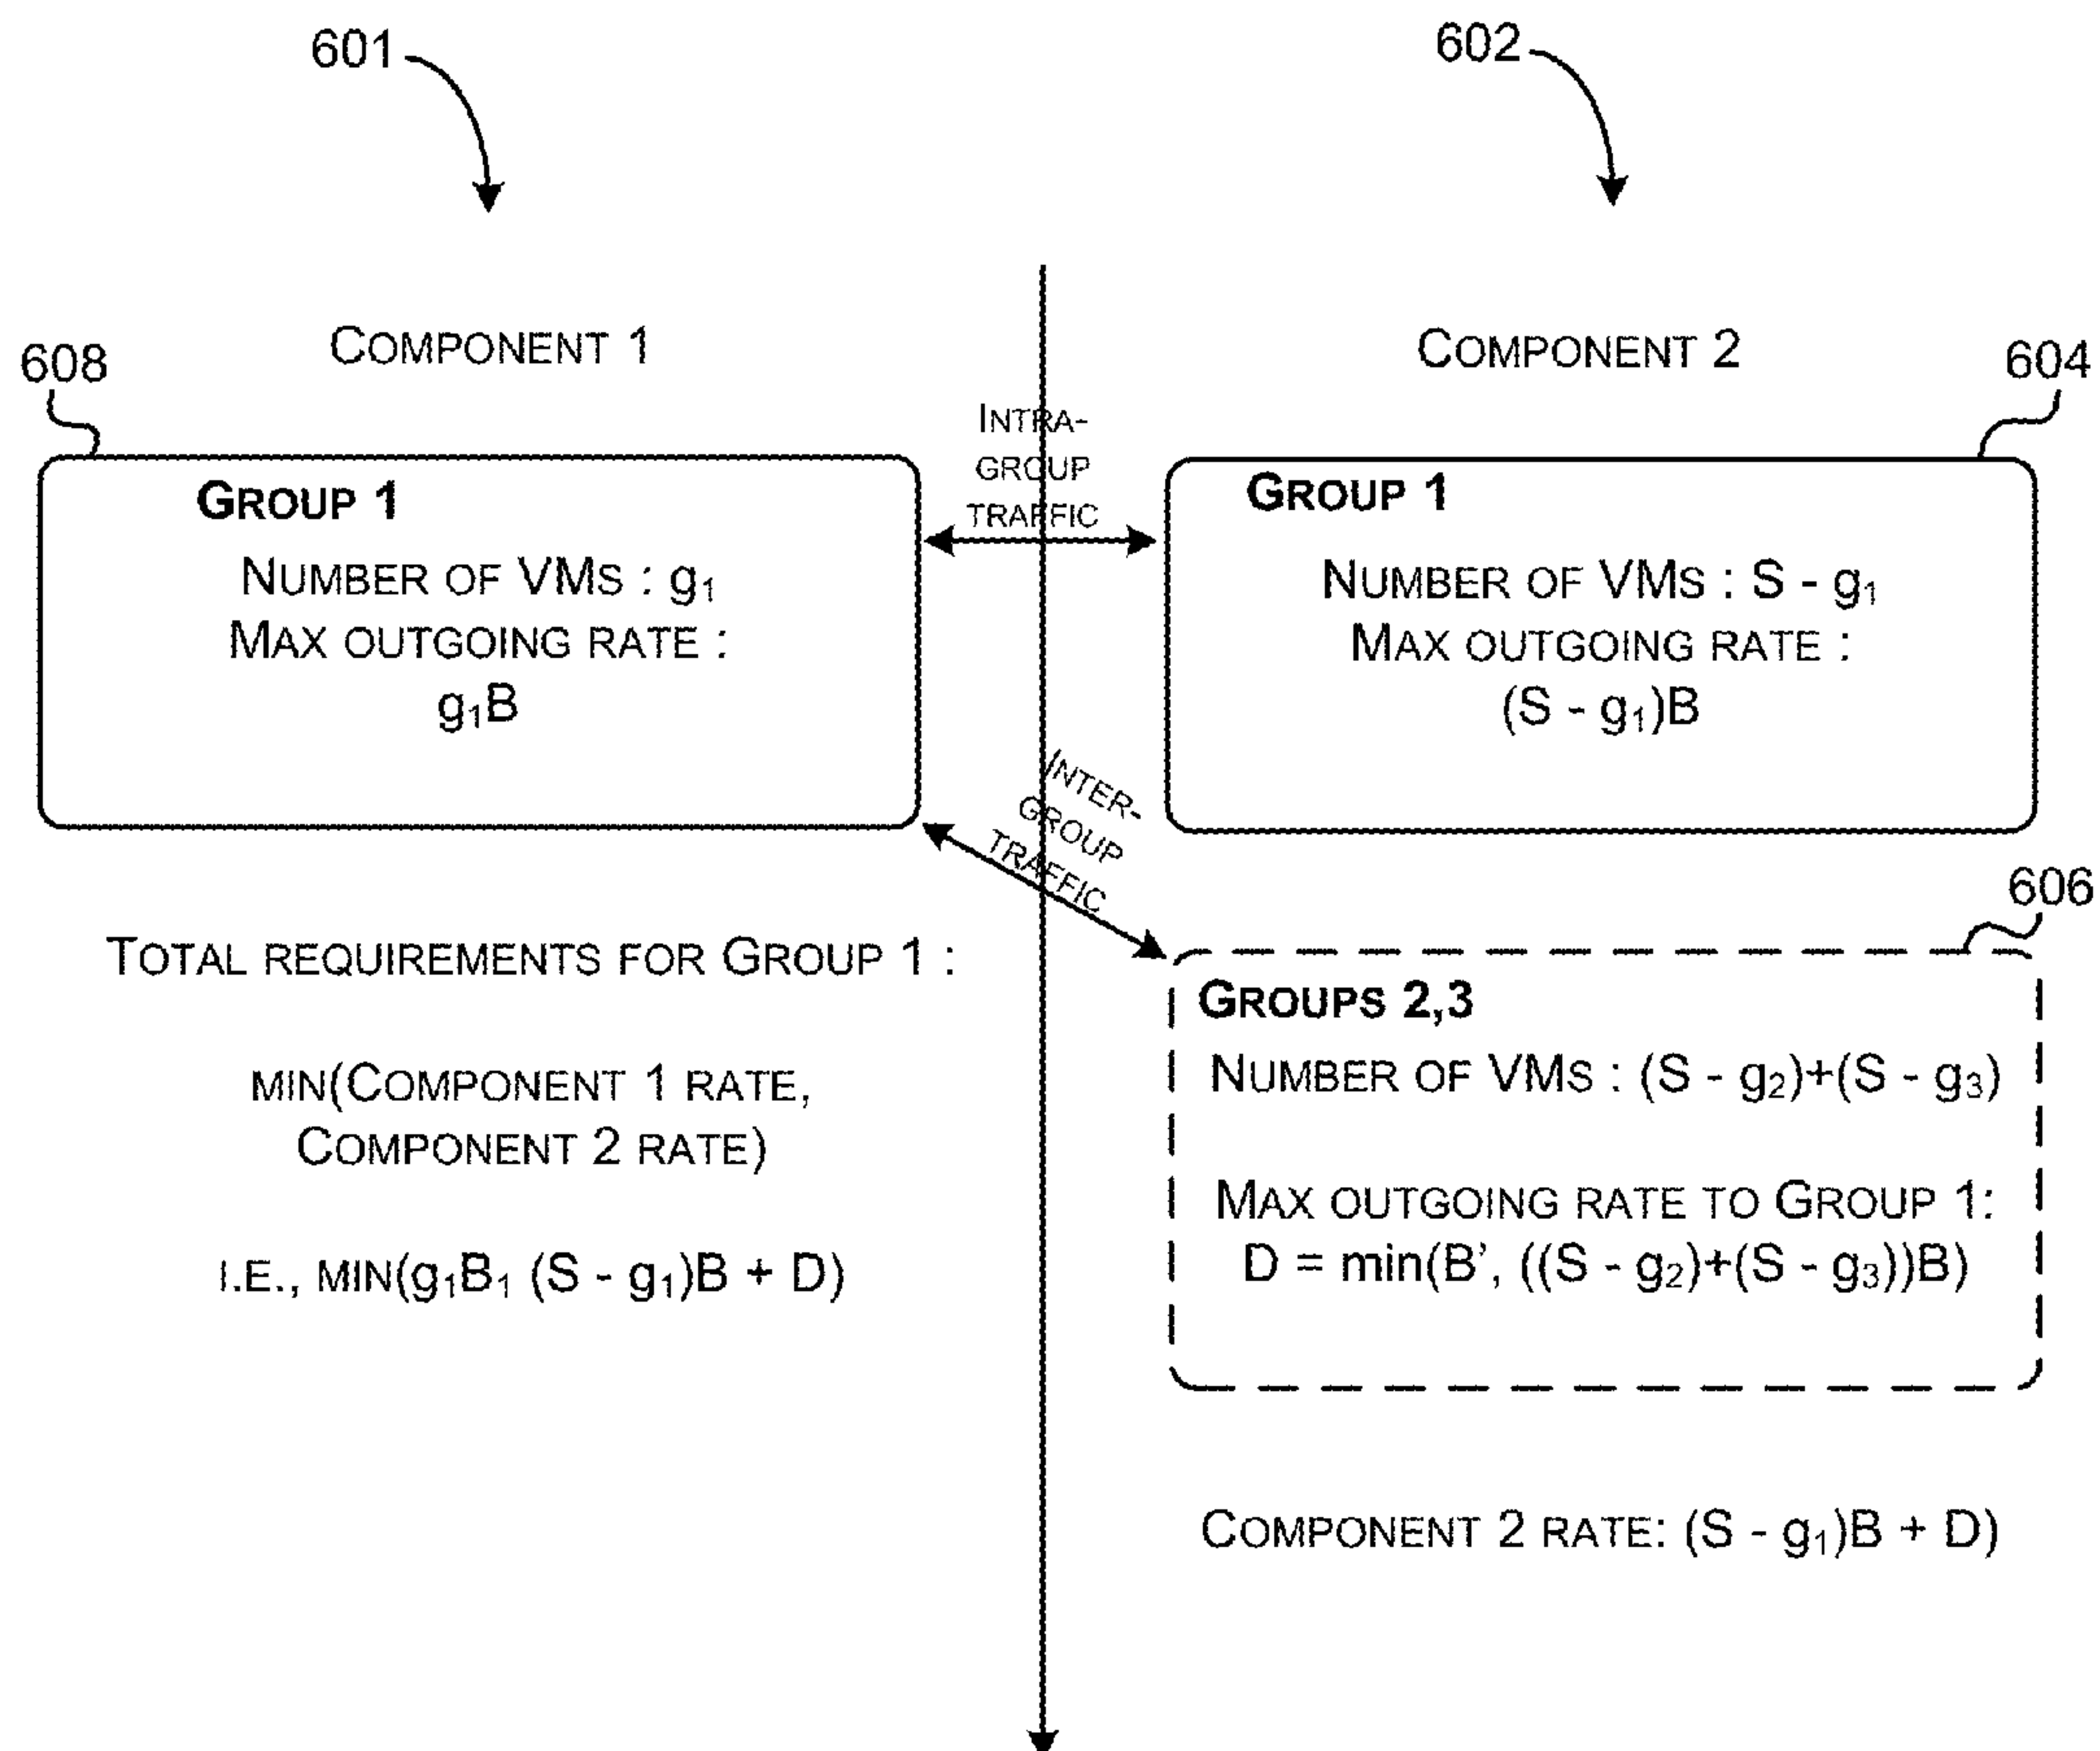 601
602
COMPONENT 1
COMPONENT 2
608
604
INTRA-
GROUP
TRAFFIC
GROUP 1
NUMBER OF VMS : g₁
MAX OUTGOING RATE :
g₁B
GROUP 1
NUMBER OF VMS : S - g₁
MAX OUTGOING RATE :
(S - g₁)B
INTER-
GROUP
TRAFFIC
606
TOTAL REQUIREMENTS FOR GROUP 1 :
MIN(COMPONENT 1 RATE,
COMPONENT 2 RATE)
I.E., MIN(g₁B₁ (S - g₁)B + D)
GROUPS 2,3
NUMBER OF VMS : (S - g₂)+(S - g₃)
MAX OUTGOING RATE TO GROUP 1:
D = min(B’, ((S - g₂)+(S - g₃))B)
COMPONENT 2 RATE: (S - g₁)B + D)